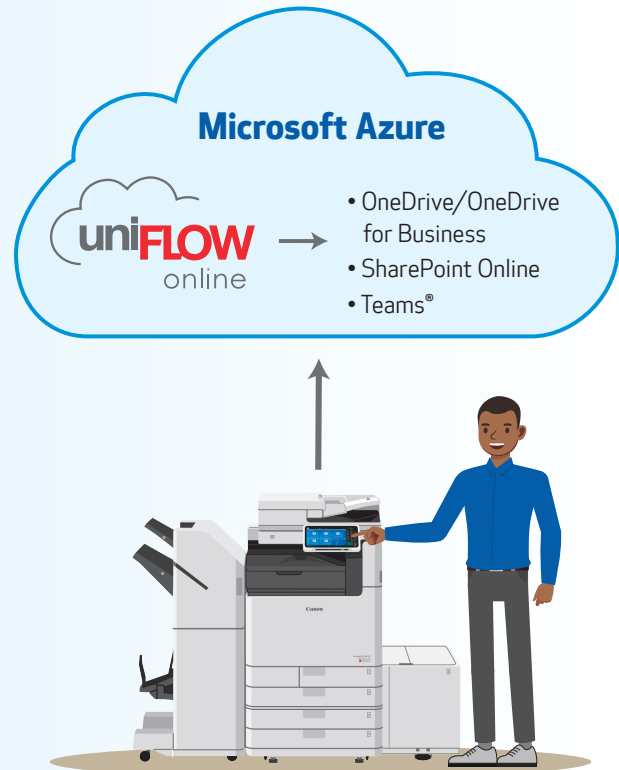 Microsoft Azure
uniFLOW
online
• OneDrive/OneDrive
for Business
• SharePoint Online
• Teams®
Canon